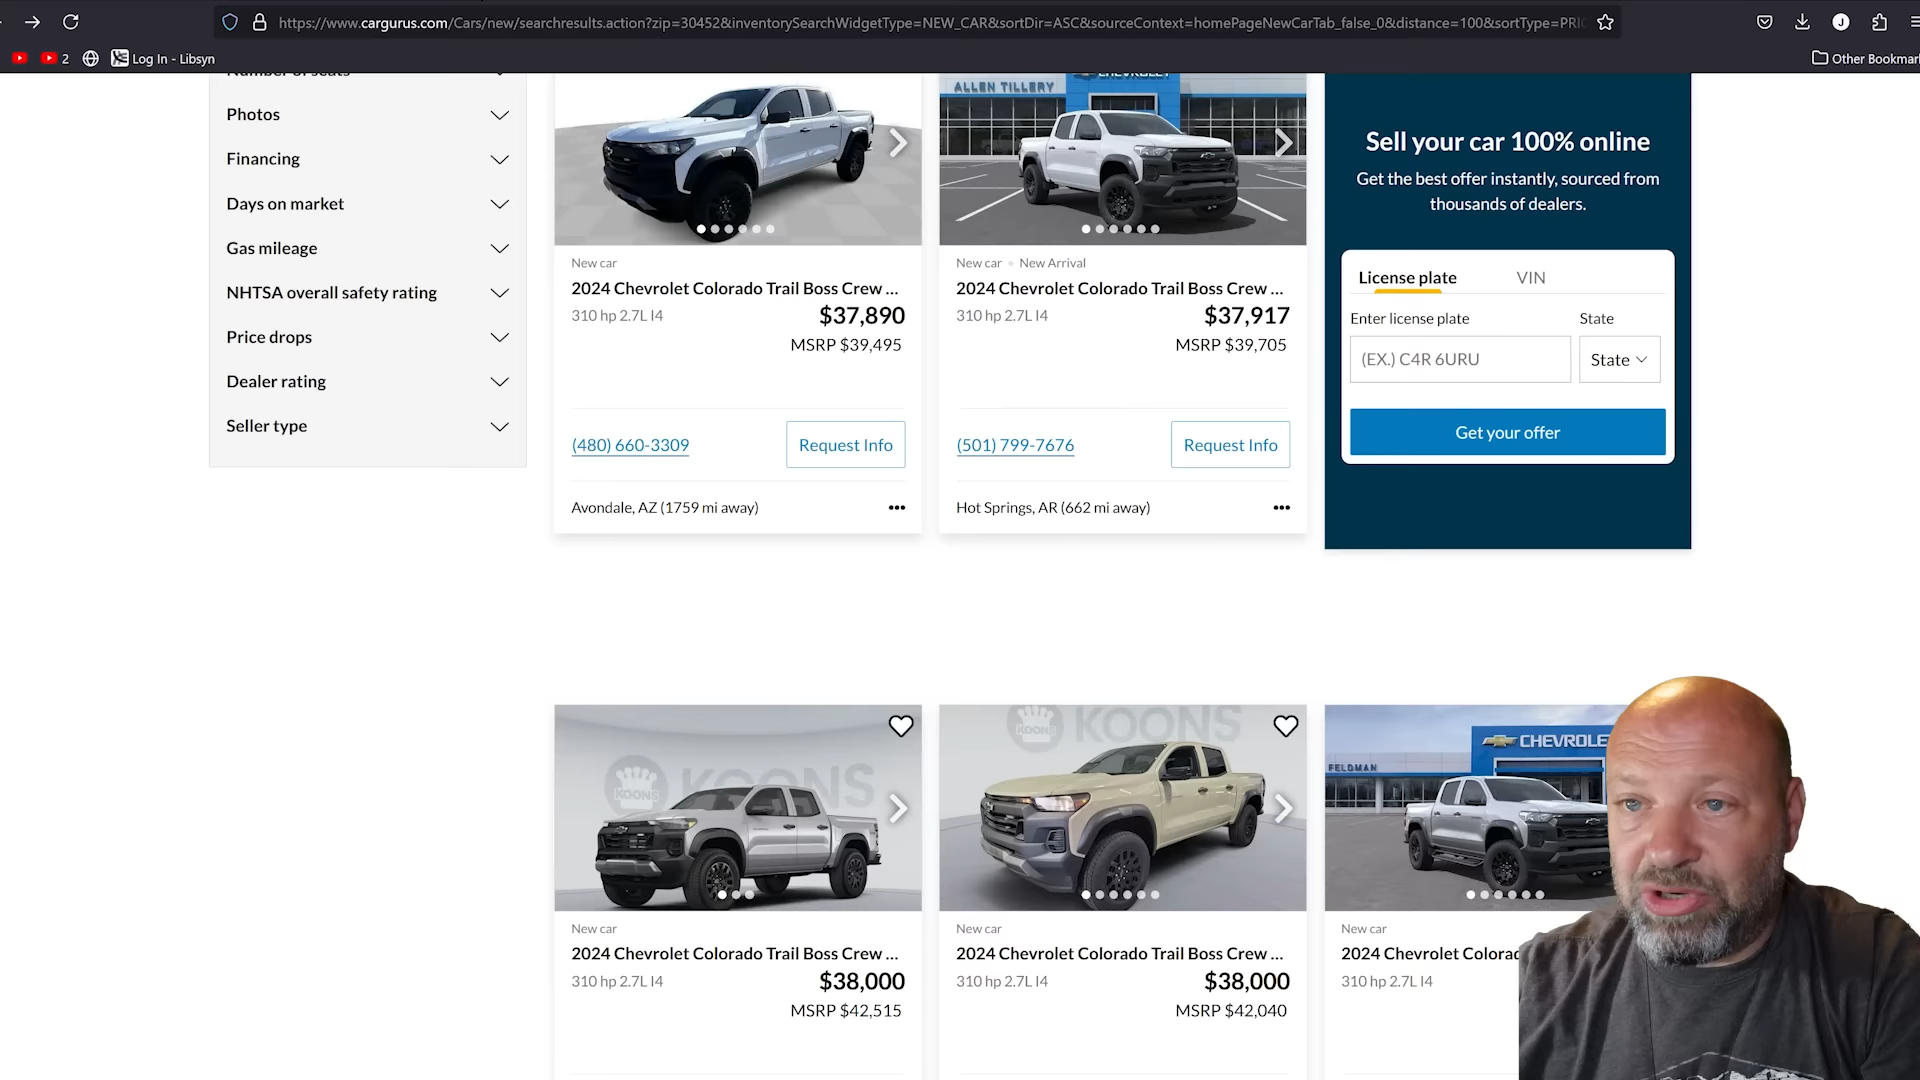 https://www.cargurus.com/Cars/new/searchresults.action?zip=30452&inventorySearchWidgetType=NEW_CAR&sortDir=ASC&sourceContext=homePageNewCarTab_false_0&distance=100&sortType=PRI
2
Log In - Libsyn
Other Bookmar
Number of seats
Photos
Financing
Days on market
Gas mileage
NHTSA overall safety rating
Price drops
Dealer rating
Seller type
New car
2024 Chevrolet Colorado Trail Boss Crew ...
310 hp 2.7L I4
$37,890
MSRP $39,495
(480) 660-3309
Request Info
Avondale, AZ (1759 mi away)
ALLEN TILLERY
CHEVROLET
New car
New Arrival
2024 Chevrolet Colorado Trail Boss Crew ...
310 hp 2.7L I4
$37,917
MSRP $39,705
(501) 799-7676
Request Info
Hot Springs, AR (662 mi away)
Sell your car 100% online
Get the best offer instantly, sourced from
thousands of dealers.
License plate
VIN
Enter license plate
State
(EX.) C4R 6URU
State
Get your offer
KOONS
KOONS
New car
2024 Chevrolet Colorado Trail Boss Crew ...
310 hp 2.7L I4
$38,000
MSRP $42,515
KOONS
KOONS
New car
2024 Chevrolet Colorado Trail Boss Crew ...
310 hp 2.7L I4
$38,000
MSRP $42,040
FELDMAN
CHEVROLE
New car
2024 Chevrolet Colorad
310 hp 2.7L I4